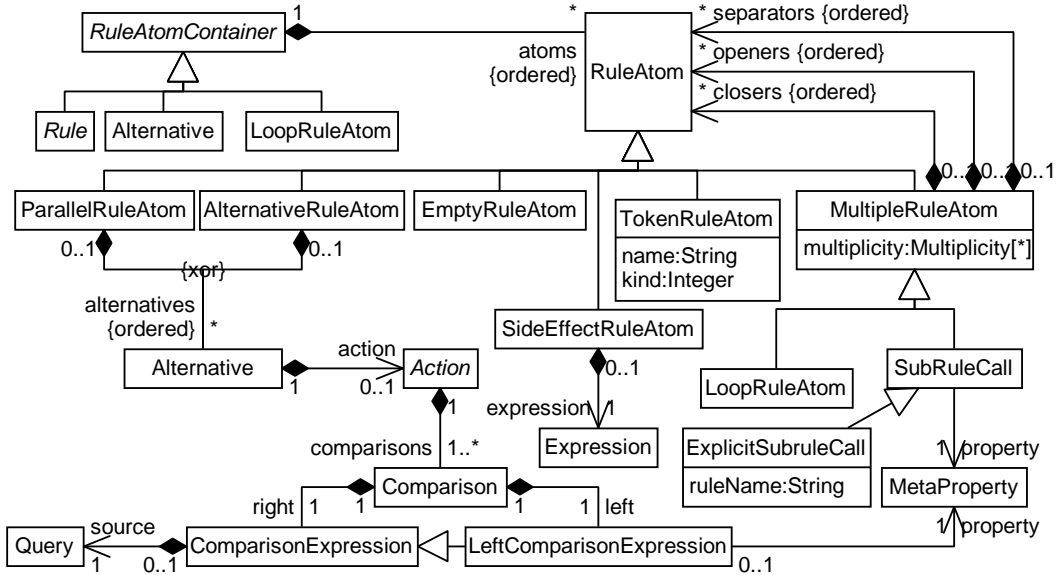 RuleAtomContainer
1
*
atoms
{ordered}
RuleAtom
* separators {ordered}
* openers {ordered}
* closers {ordered}
Rule
Alternative
LoopRuleAtom
0..1
0..1
0..1
ParallelRuleAtom
AlternativeRuleAtom
EmptyRuleAtom
TokenRuleAtom
name:String
kind:Integer
MultipleRuleAtom
multiplicity:Multiplicity[*]
0..1
0..1
{xor}
alternatives
{ordered}
*
SideEffectRuleAtom
0..1
expression
1
Expression
Alternative
1
action
0..1
Action
1
LoopRuleAtom
SubRuleCall
ExplicitSubruleCall
ruleName:String
1
property
MetaProperty
comparisons
1..*
Comparison
right
1
1
1
1
left
Query
source
1
0..1
ComparisonExpression
LeftComparisonExpression
0..1
1
property